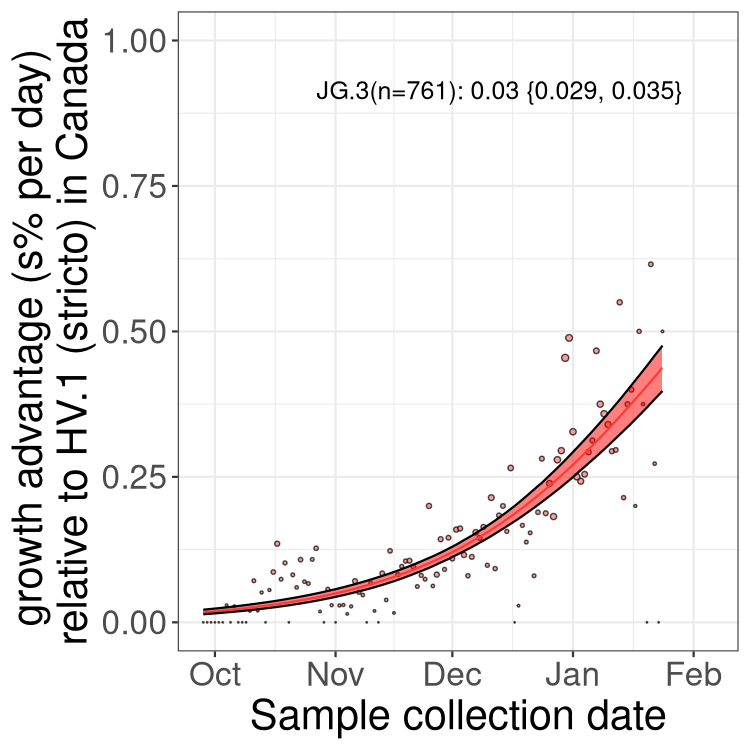 growth advantage (s% per day)
relative to HV.1 (stricto) in Canada
1.00
0.75
0.50
0.25
0.00
JG.3(n=761): 0.03 {0.029, 0.035}
Oct
Nov
Dec
Jan
Feb
Sample collection date